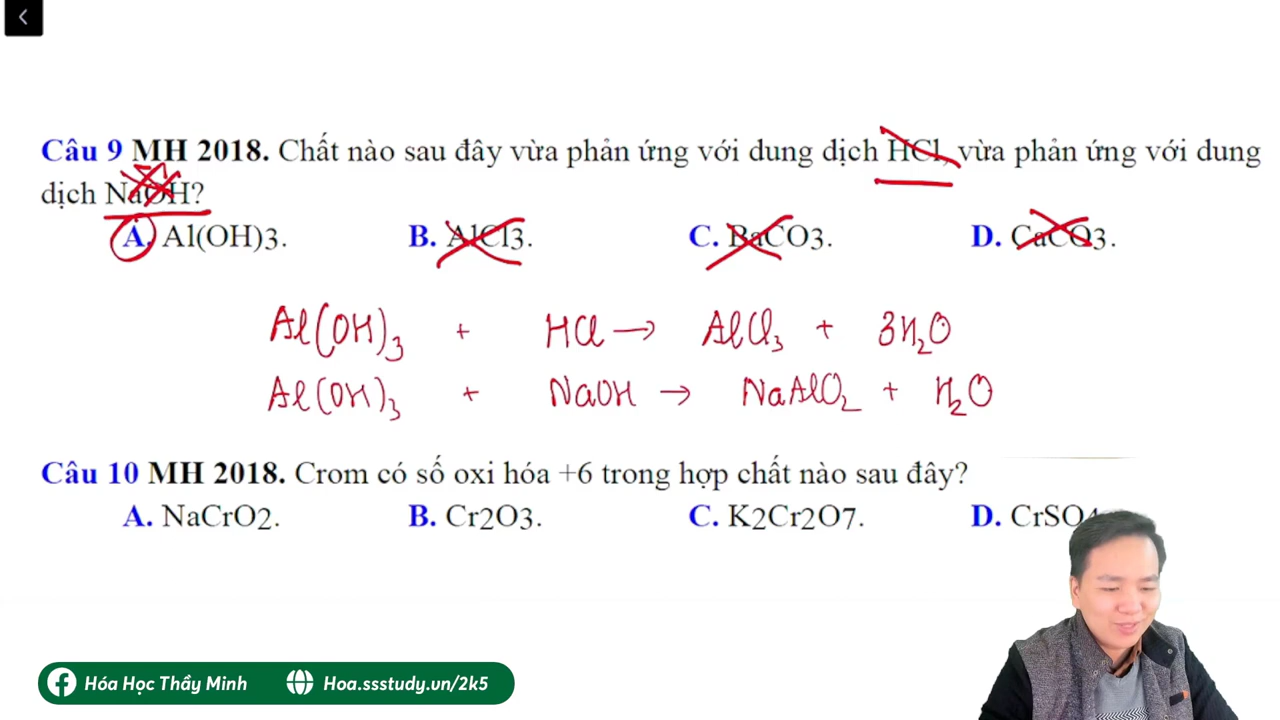 Câu 9 MH 2018. Chất nào sau đây vừa phản ứng với dung dịch HCl, vừa phản ứng với dung
dịch NaOH?
A. Al(OH)3. B. AlCl3. C. BaCO3. D. CaCO3.
Al(OH)₃ + HCl → AlCl₃ + 3H₂O
Al(OH)₃ + NaOH → NaAlO₂ + H₂O
Câu 10 MH 2018. Crom có số oxi hóa +6 trong hợp chất nào sau đây?
A. NaCrO2. B. Cr2O3. C. K2Cr2O7. D. CrSO4
Hóa Học Thầy Minh Hoa.ssstudy.vn/2k5